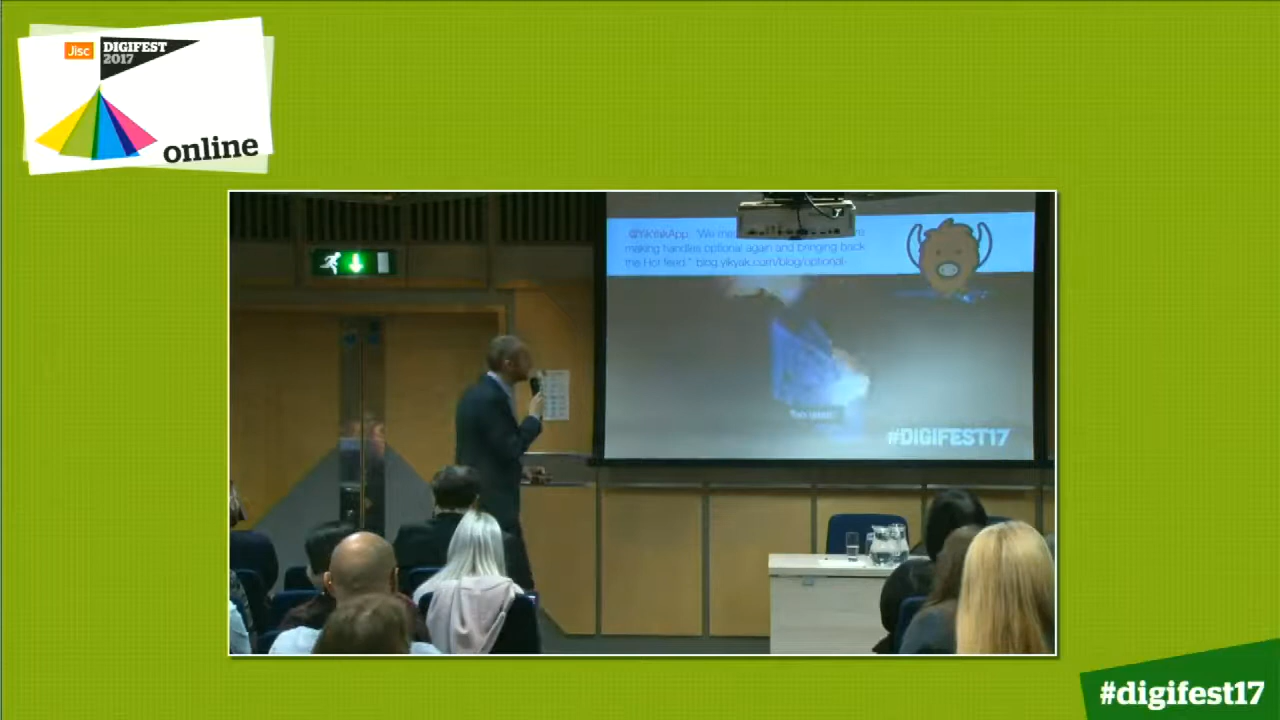 Jisc DIGIFEST
2017
online
@YikYakApp: "We
making handles optional again and bringing back
the Hot feed." blog.yikyak.com/blog/optional-
#DIGIFEST17
#digifest17